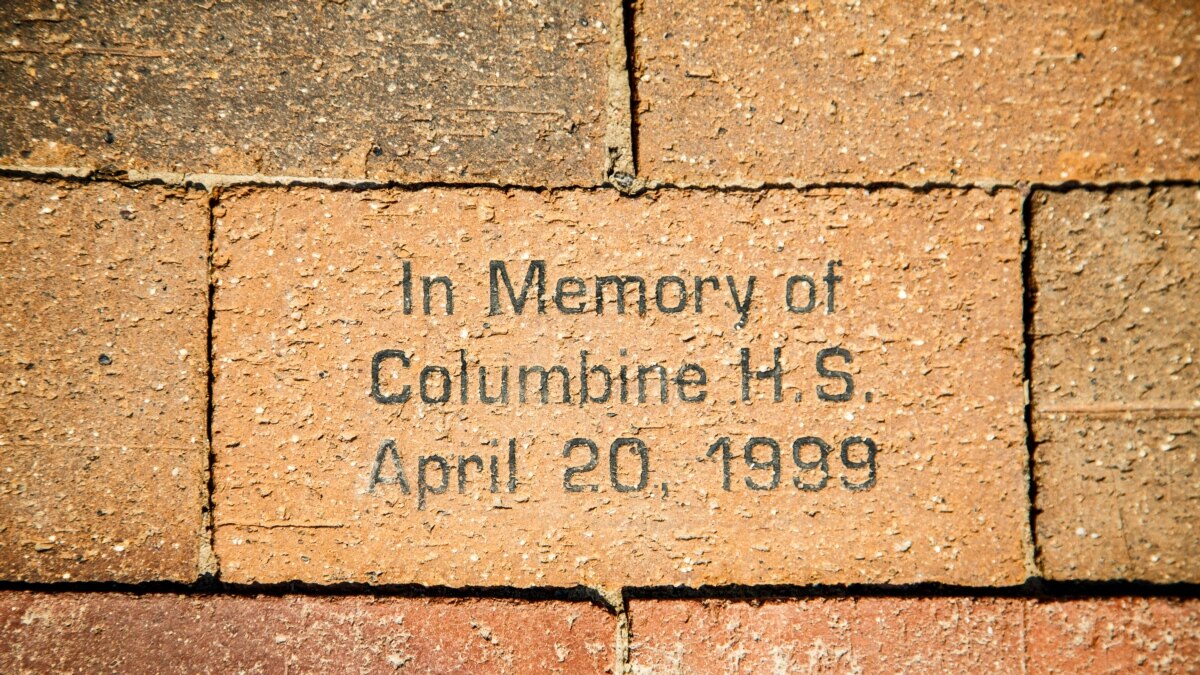 In Memory of
Columbine H.S.
April 20, 1999